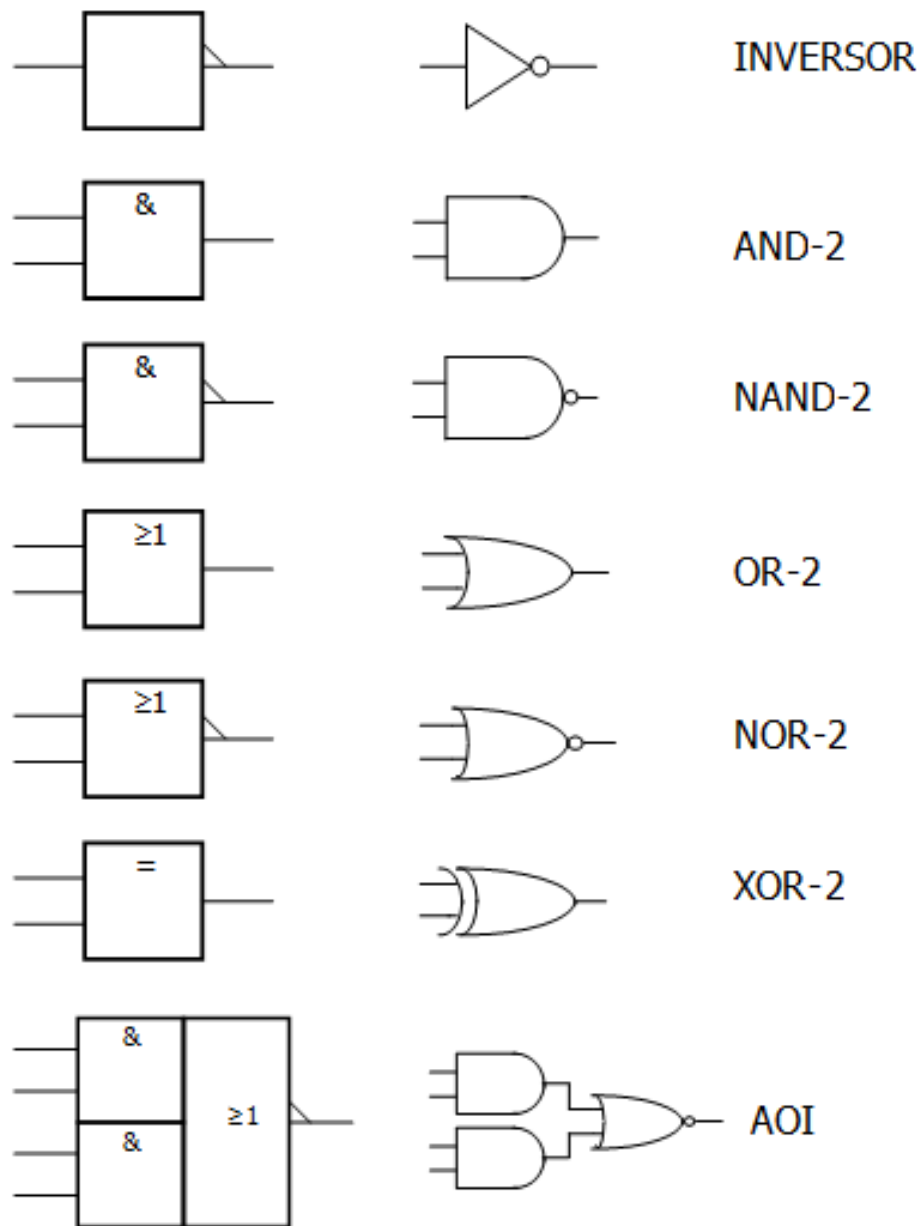 INVERSOR
&
AND-2
&
NAND-2
≥1
OR-2
≥1
NOR-2
=
XOR-2
&
&
≥1
AOI